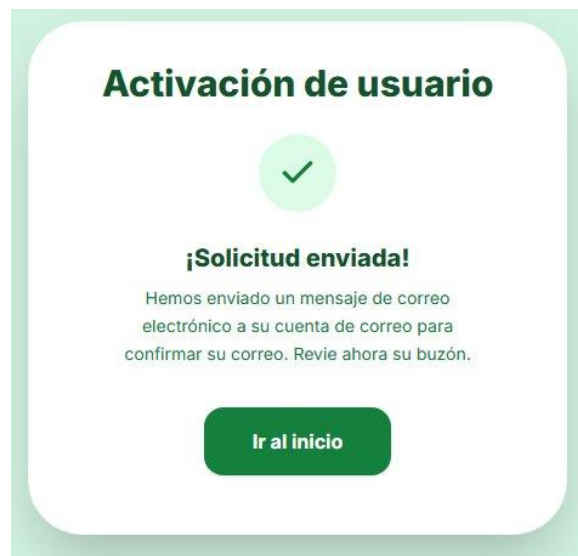 Activación de usuario
¡Solicitud enviada!
Hemos enviado un mensaje de correo
electrónico a su cuenta de correo para
confirmar su correo. Revie ahora su buzón.
Ir al inicio